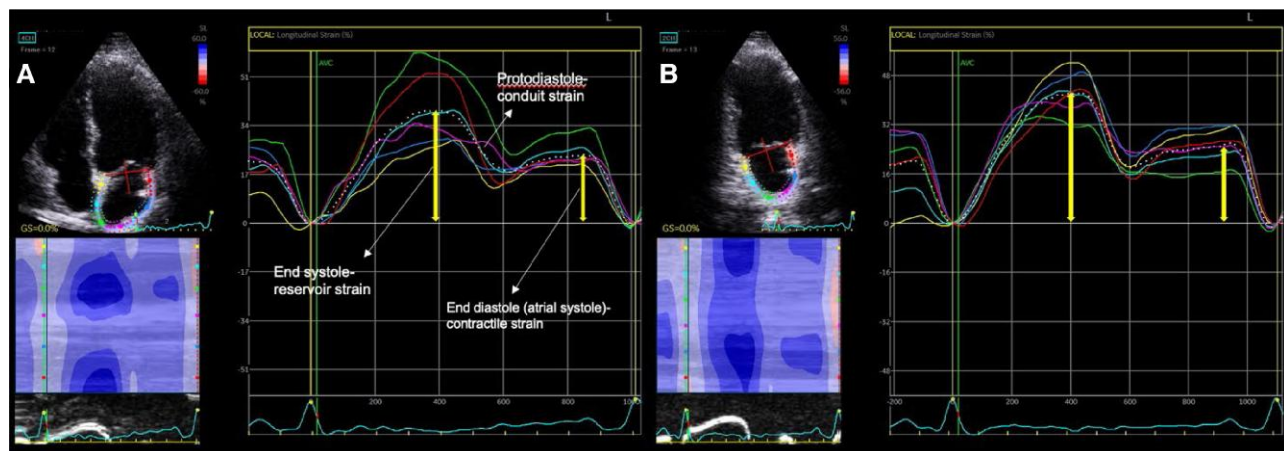 A
4CH
Frame = 12
SL
60.0
-60.0
%
GS=0.0%
L
LOCAL: Longitudinal Strain (%)
AVC
51
34
17
0
-17
-34
-51
Protodiastole-
conduit strain
End systole-
reservoir strain
End diastole (atrial systole)-
contractile strain
200
400
600
800
1000
B
2CH
Frame = 13
SL
56.0
-56.0
%
GS=0.0%
L
LOCAL: Longitudinal Strain (%)
AVC
48
32
16
0
-16
-32
-48
-200
0
200
400
600
800
1000